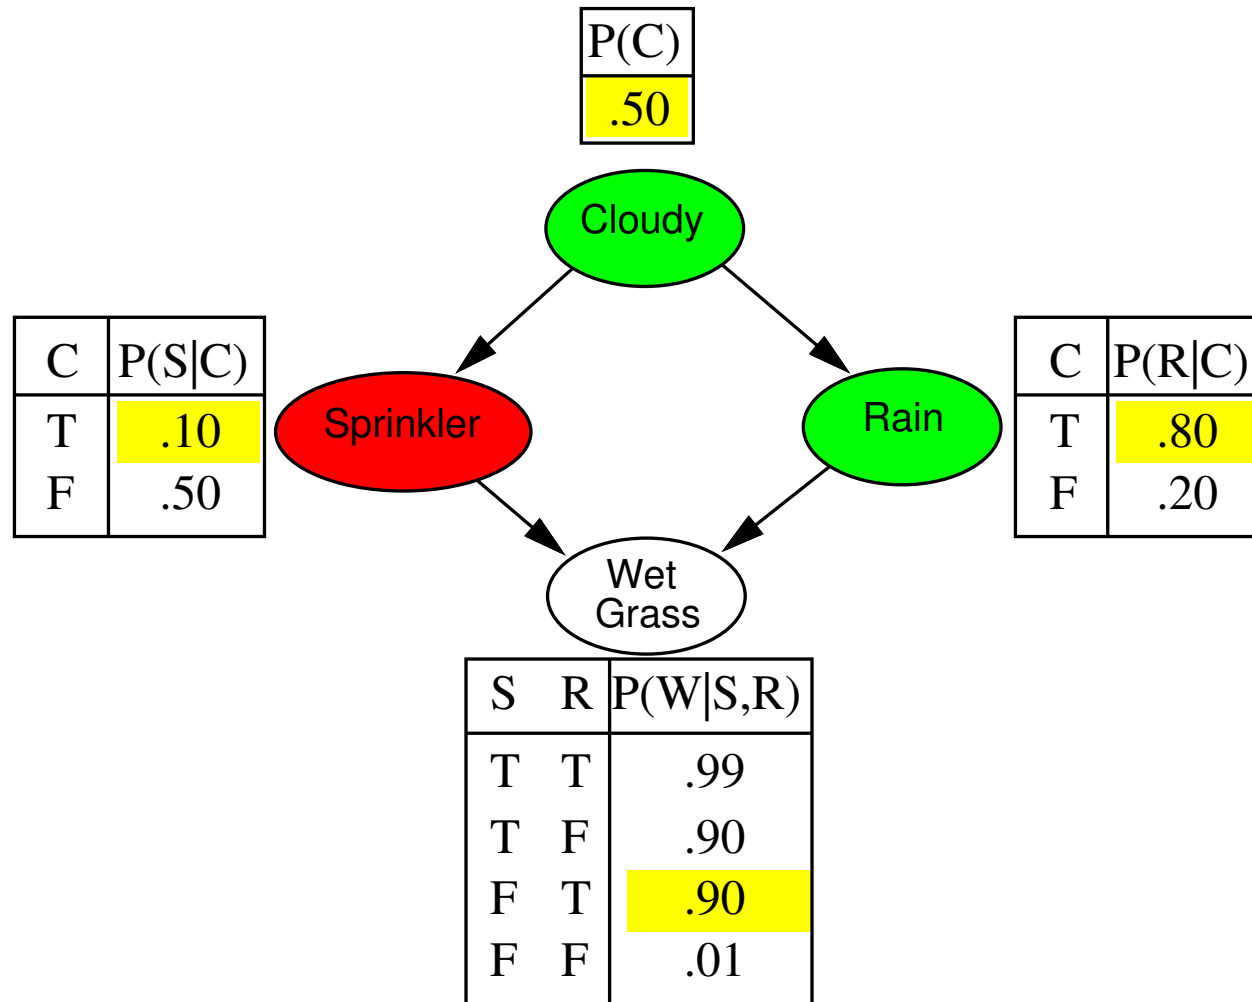 P(C)
.50
Cloudy
C P(S|C)
T .10
F .50
Sprinkler
Rain
C P(R|C)
T .80
F .20
Wet
Grass
S R P(W|S,R)
T T .99
T F .90
F T .90
F F .01